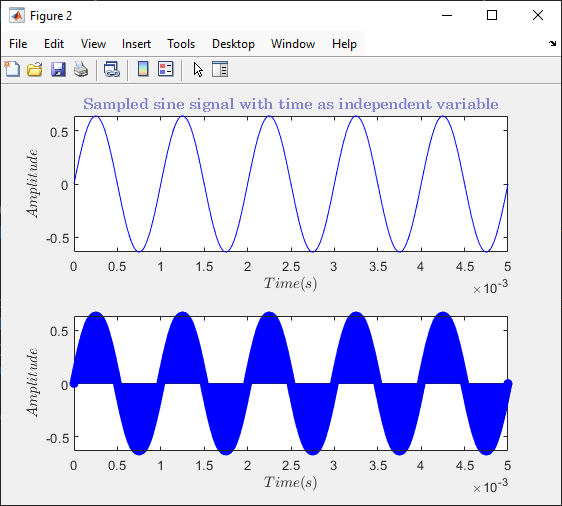 Figure 2
File Edit View Insert Tools Desktop Window Help
Sampled sine signal with time as independent variable
Amplitude
0.5
0
-0.5
0 0.5 1 1.5 2 2.5 3 3.5 4 4.5 5
Time(s)
×10-3
Amplitude
0.5
0
-0.5
0 0.5 1 1.5 2 2.5 3 3.5 4 4.5 5
Time(s)
×10-3